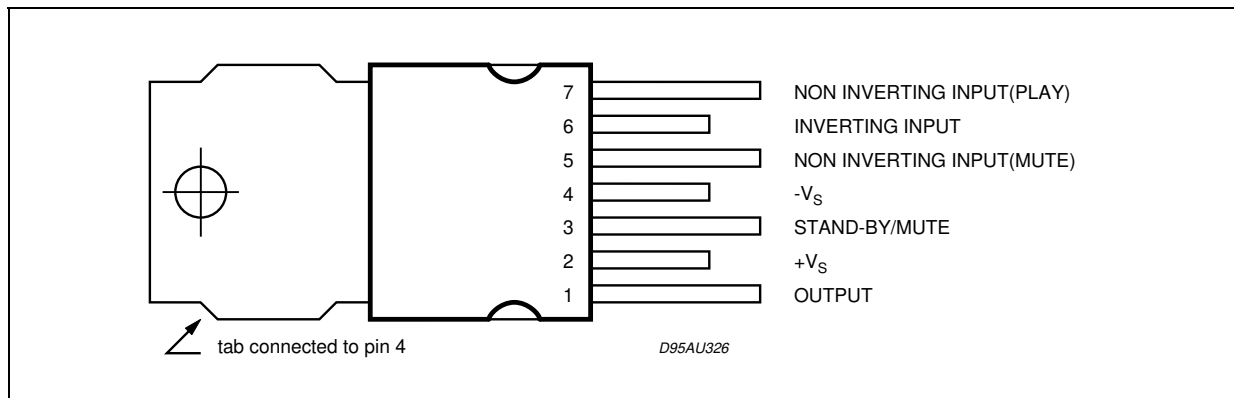 7 NON INVERTING INPUT(PLAY)
6 INVERTING INPUT
5 NON INVERTING INPUT(MUTE)
4 -VS
3 STAND-BY/MUTE
2 +VS
1 OUTPUT
tab connected to pin 4
D95AU326